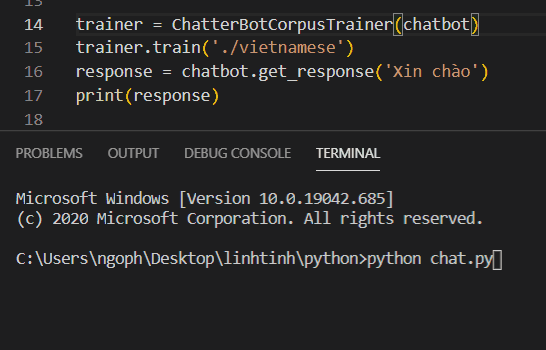 13
14 trainer = ChatterBotCorpusTrainer(chatbot)
15 trainer.train('./vietnamese')
16 response = chatbot.get_response('Xin chào')
17 print(response)
18
PROBLEMS OUTPUT DEBUG CONSOLE TERMINAL
Microsoft Windows [Version 10.0.19042.685]
(c) 2020 Microsoft Corporation. All rights reserved.
C:\Users\ngoph\Desktop\linhtinh\python>python chat.py